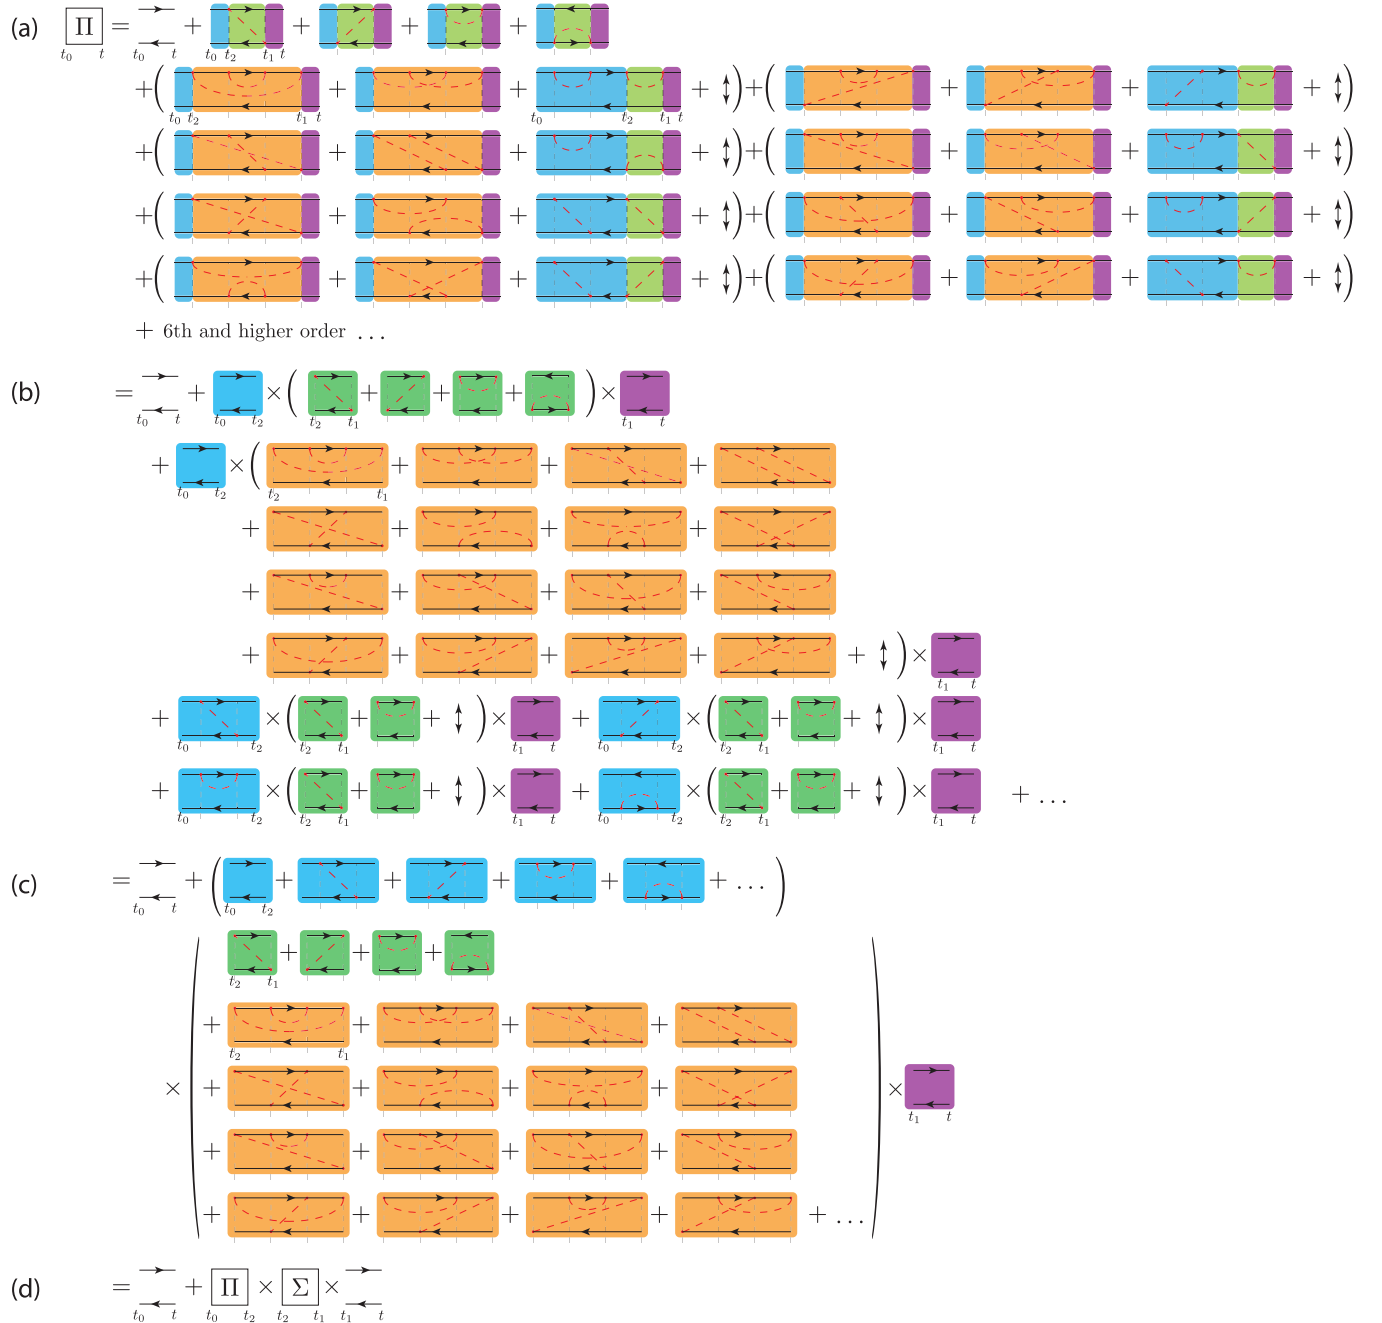 (a) Π = + + + +
t₀ t t₀ t t₀ t₂ t₁ t
+( + + + ↕)+( + + + ↕)
t₀ t₂ t₁ t t₀ t₂ t₁ t
+( + + + ↕)+( + + + ↕)
+( + + + ↕)+( + + + ↕)
+( + + + ↕)+( + + + ↕)
+ 6th and higher order ...
(b) = + ×( + + + )×
t₀ t t₀ t₂ t₂ t₁ t₁ t
+ ×( + + +
t₀ t₂ t₂ t₁
+ + + +
+ + + +
+ + + + + ↕)×
t₁ t
+ ×( + + ↕)× + ×( + + ↕)×
t₀ t₂ t₂ t₁ t₁ t t₀ t₂ t₂ t₁ t₁ t
+ ×( + + ↕)× + ×( + + ↕)× + ...
t₀ t₂ t₂ t₁ t₁ t t₀ t₂ t₂ t₁ t₁ t
(c) = + ( + + + + + ... )
t₀ t t₀ t₂
+ + +
t₂ t₁
+ + + +
t₂ t₁
× + + + + ×
t₁ t
+ + + +
+ + + + + ...
(d) = + Π × Σ ×
t₀ t t₀ t₂ t₂ t₁ t₁ t